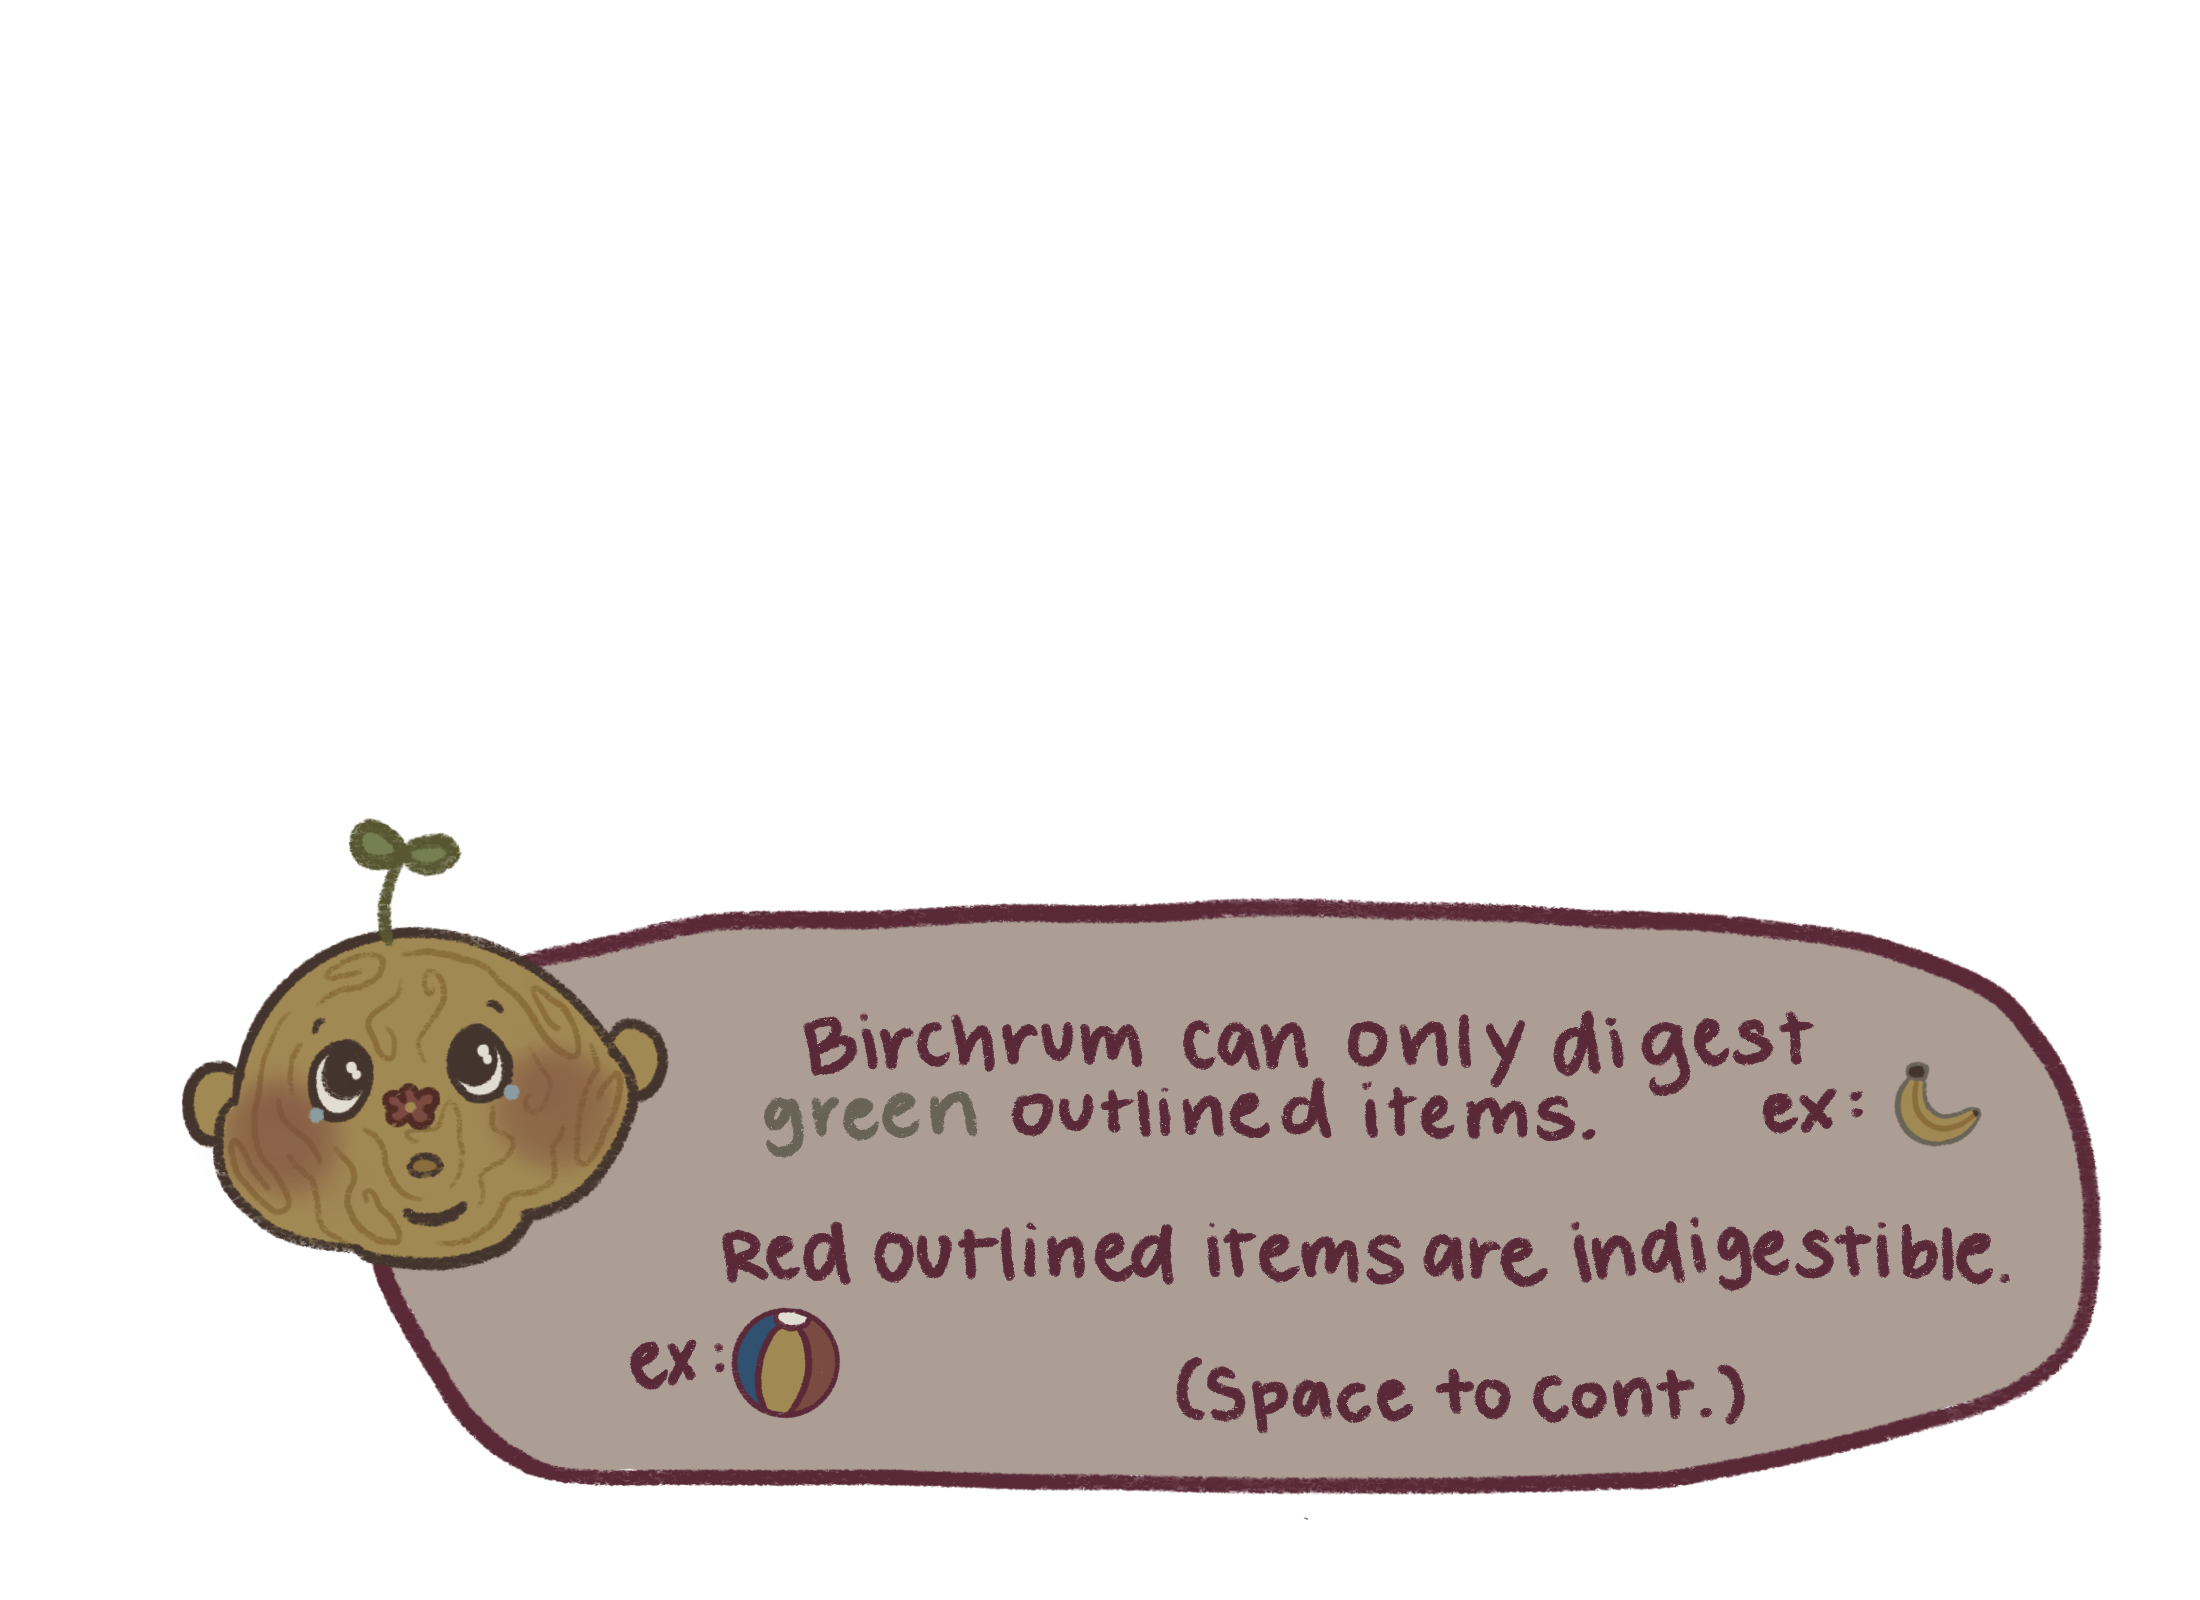 Birchrum can only digest
green outlined items. ex:
Red outlined items are indigestible.
ex:
(Space to cont.)